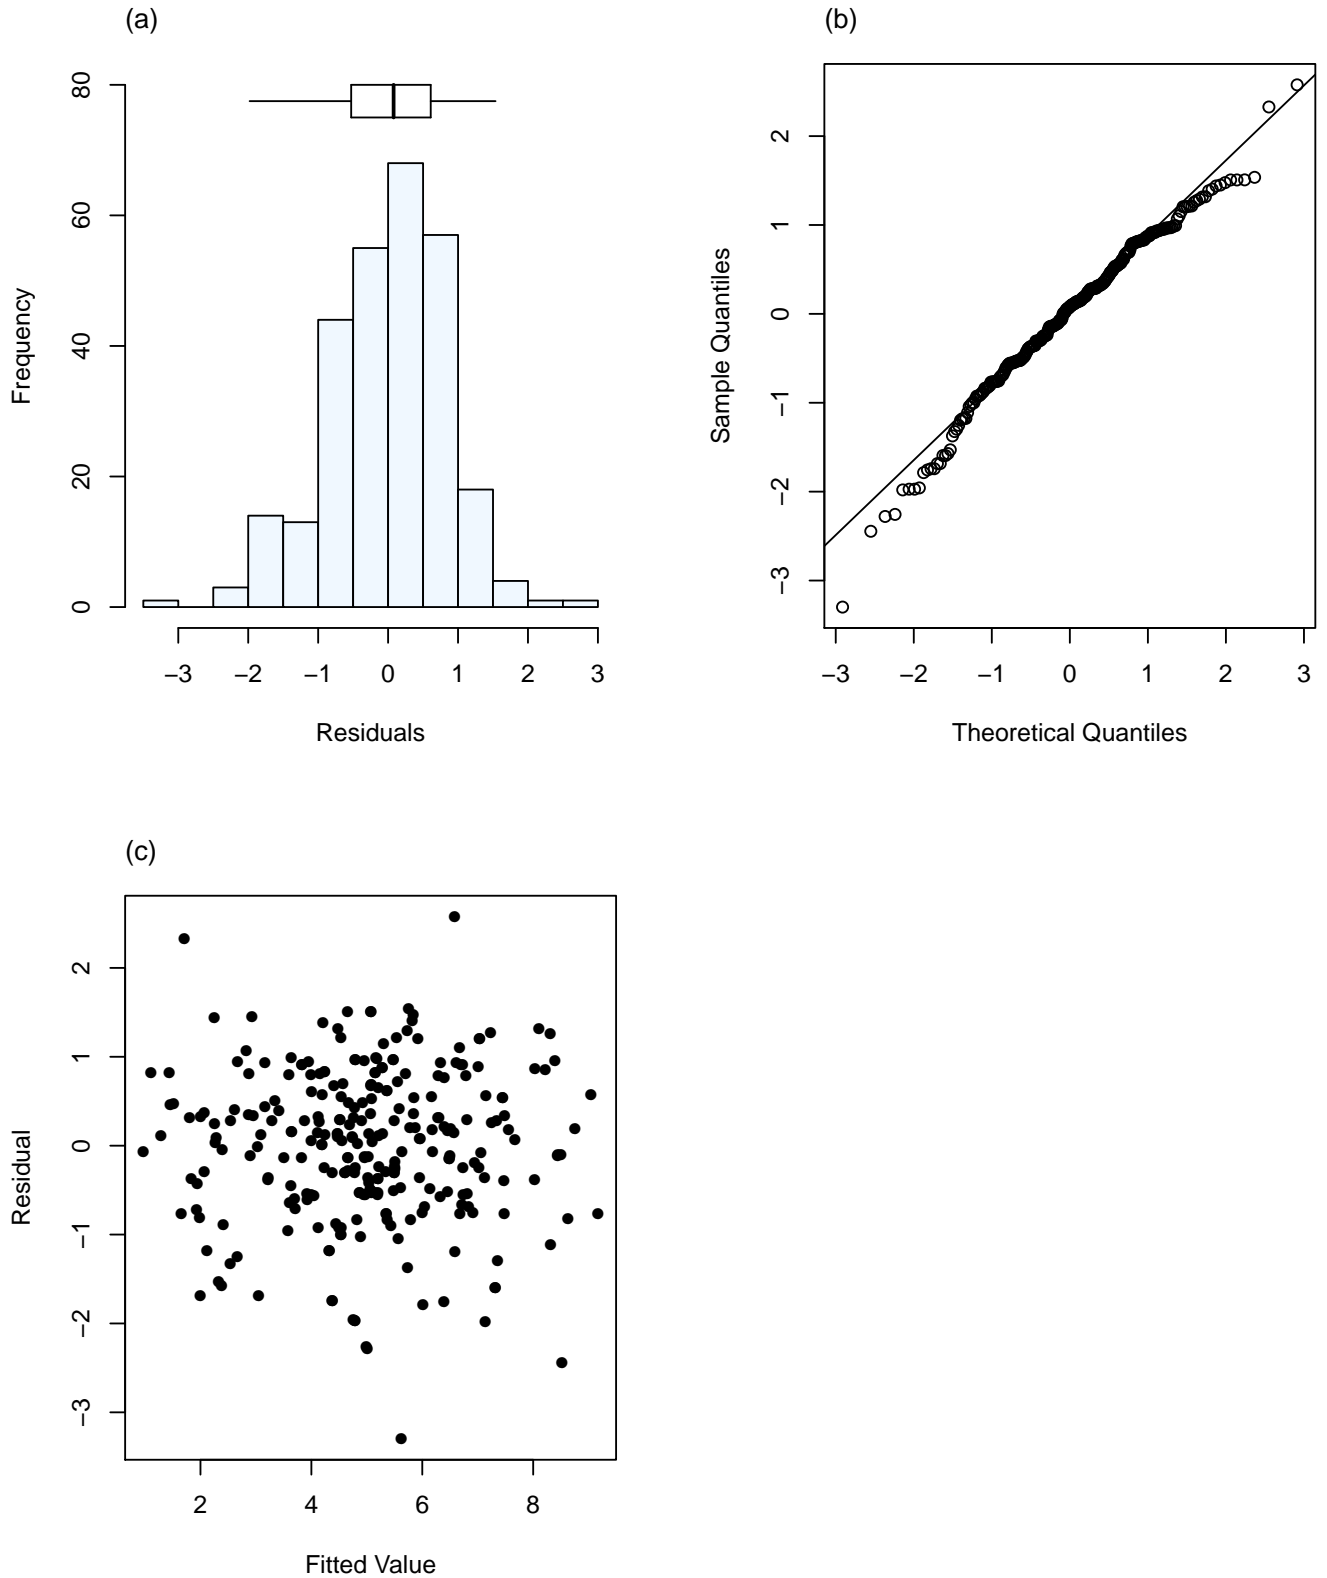 (a)
80
60
40
20
0
Frequency
−3 −2 −1 0 1 2 3
Residuals
(b)
2
1
0
−1
−2
−3
Sample Quantiles
−3 −2 −1 0 1 2 3
Theoretical Quantiles
(c)
2
1
0
−1
−2
−3
Residual
2 4 6 8
Fitted Value